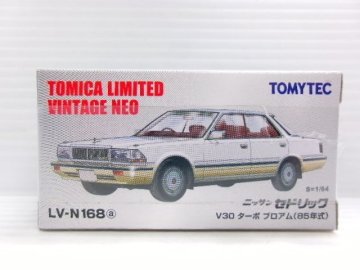 TOMICA LIMITED
VINTAGE NEO
TOMYTEC
S=1/64
LV-N168 a
ニッサン セドリック
V30 ターボ ブロアム(85年式)